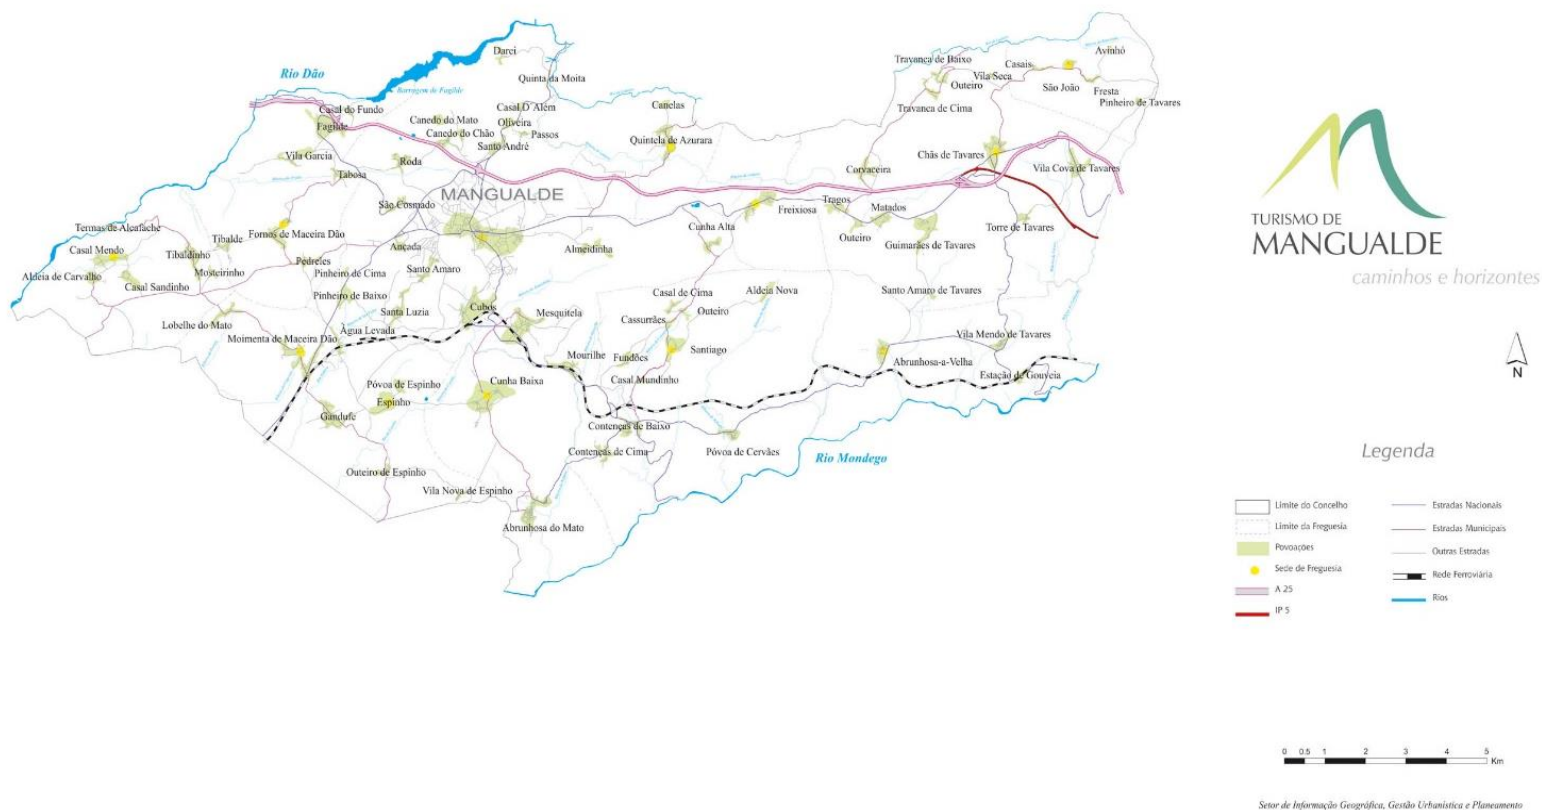 Darei
Rio Dão
Quinta da Moita
Barragem de Fagilde
Travança de Baixo
Avinhó
Casais
Vila Seca
Outeiro
São João
Fresta
Pinheiro de Tavares
Travanca de Cima
Casal do Fundo
Fagilde
Canedo do Mato
Canedo do Chão
Casal D´Além
Oliveira
Passos
Santo André
Canelas
Quintela de Azurara
Vila Garcia
Roda
Tabosa
Chãs de Tavares
Corvaceira
Vila Cova de Tavares
MANGUALDE
São Cosmado
Freixiosa
Tragos
Matados
Termas de Alcafache
Fornos de Maceira Dão
Cunha Alta
Outeiro
Guimarães de Tavares
Torre de Tavares
Casal Mendo
Tibalde
Tibaldinho
Ançada
Almeidinha
Aldeia de Carvalho
Mosteirinho
Pedreles
Casal Sandinho
Pinheiro de Cima
Santo Amaro
Pinheiro de Baixo
Casal de Cima
Aldeia Nova
Santo Amaro de Tavares
Lobelhe do Mato
Santa Luzia
Cubos
Mesquitela
Cassurrães
Outeiro
Moimenta de Maceira Dão
Àgua Levada
Vila Mendo de Tavares
Mourilhe
Fundões
Santiago
Abrunhosa-a-Velha
Estação de Gouveia
Póvoa de Espinho
Cunha Baixa
Casal Mundinho
Espinho
Gandufe
Contenças de Baixo
Contenças de Cima
Póvoa de Cervães
Rio Mondego
Outeiro de Espinho
Vila Nova de Espinho
Abrunhosa do Mato
TURISMO DE
MANGUALDE
caminhos e horizontes
N
Legenda
Limite do Concelho
Limite da Freguesia
Povoações
Sede de Freguesia
A 25
IP 5
Estradas Nacionais
Estradas Municipais
Outras Estradas
Rede Ferroviária
Rios
0 0.5 1 2 3 4 5
Km
Setor de Informação Geográfica, Gestão Urbanística e Planeamento